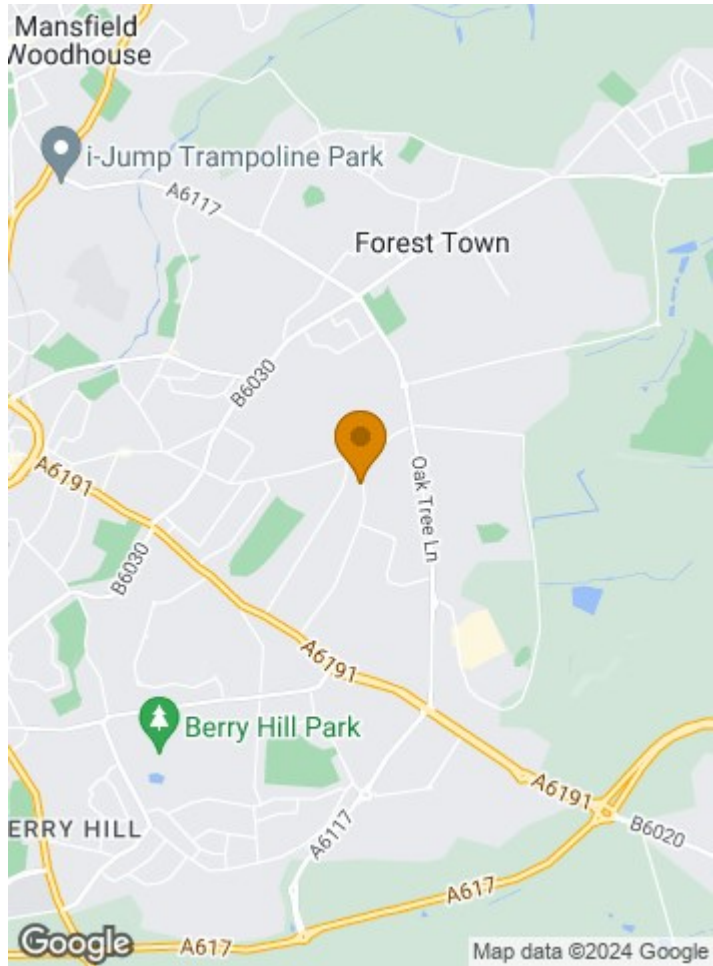 Mansfield
Woodhouse
i-Jump Trampoline Park
A6117
Forest Town
B6030
A6191
Oak Tree Ln
B6030
A6191
Berry Hill Park
A6191
B6020
ERRY HILL
A6117
A617
A617
Google
Map data ©2024 Google